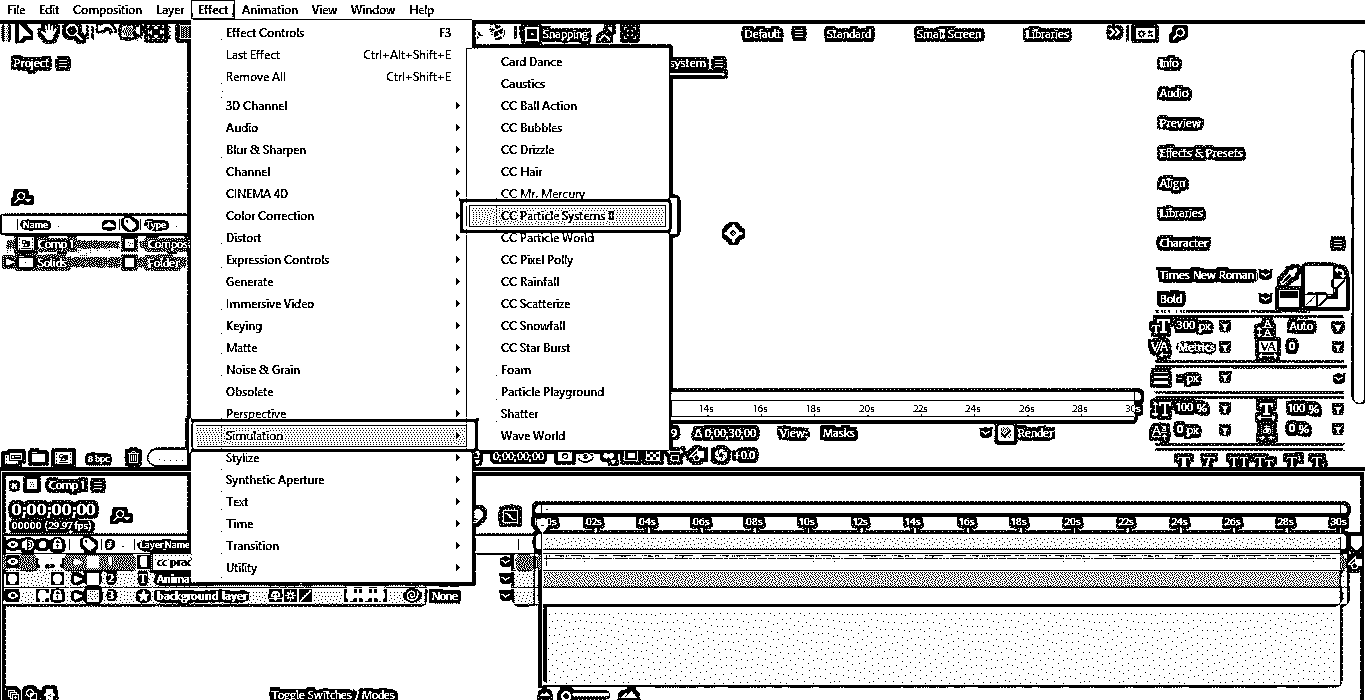 File Edit Composition Layer Effect Animation View Window Help
Snapping Default Standard Small Screen Libraries
Project
Name Type
Comp 1
Solids Folder
8 bpc
Effect Controls F3
Last Effect Ctrl+Alt+Shift+E
Remove All Ctrl+Shift+E
3D Channel
Audio
Blur & Sharpen
Channel
CINEMA 4D
Color Correction
Distort
Expression Controls
Generate
Immersive Video
Keying
Matte
Noise & Grain
Obsolete
Perspective
Simulation
Stylize
Synthetic Aperture
Text
Time
Transition
Utility
Card Dance
Caustics
CC Ball Action
CC Bubbles
CC Drizzle
CC Hair
CC Mr. Mercury
CC Particle Systems II
CC Particle World
CC Pixel Polly
CC Rainfall
CC Scatterize
CC Snowfall
CC Star Burst
Foam
Particle Playground
Shatter
Wave World
system
14s 16s 18s 20s 22s 24s 26s 28s 30s
Δ 0;00;30;00 View: Masks Render
0;00;00;00 +0.0
Info
Audio
Preview
Effects & Presets
Align
Libraries
Character
Times New Roman
Bold
300 px Auto
Metrics 0
- px
100 % 100 %
0 px 0 %
Comp 1
0;00;00;00
00000 (29.97 fps)
# Layer Name
cc prac
2 T Anima
3 background layer None
0s 02s 04s 06s 08s 10s 12s 14s 16s 18s 20s 22s 24s 26s 28s 30s
Toggle Switches / Modes